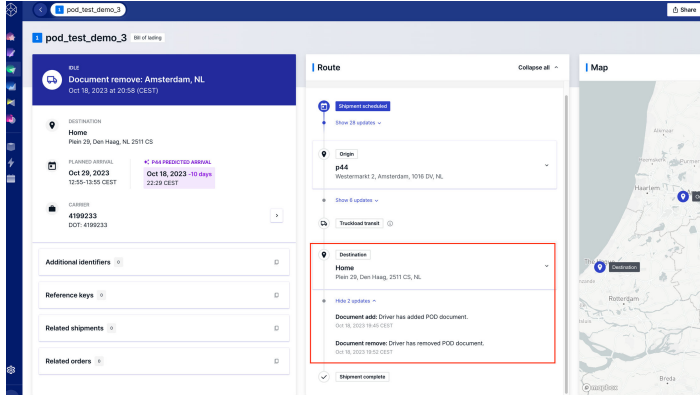 1 pod_test_demo_3
Share
1 pod_test_demo_3 Bill of lading
IDLE
Document remove: Amsterdam, NL
Oct 18, 2023 at 20:58 (CEST)
DESTINATION
Home
Plein 29, Den Haag, NL 2511 CS
PLANNED ARRIVAL
Oct 29, 2023
12:55-13:55 CEST
P44 PREDICTED ARRIVAL
Oct 18, 2023 -10 days
22:29 CEST
CARRIER
4199233
DOT: 4199233
Additional identifiers 0
Reference keys 0
Related shipments 0
Related orders 0
Route
Collapse all
Shipment scheduled
Show 28 updates
Origin
p44
Westermarkt 2, Amsterdam, 1016 DV, NL
Show 6 updates
Truckload transit
Destination
Home
Plein 29, Den Haag, 2511 CS, NL
Hide 2 updates
Document add: Driver has added POD document.
Oct 18, 2023 19:45 CEST
Document remove: Driver has removed POD document.
Oct 18, 2023 19:52 CEST
Shipment complete
Map
Alkmaar
Heemskerk
Purmer
Haarlem
Destination
Rotterdam
Breda
mapbox